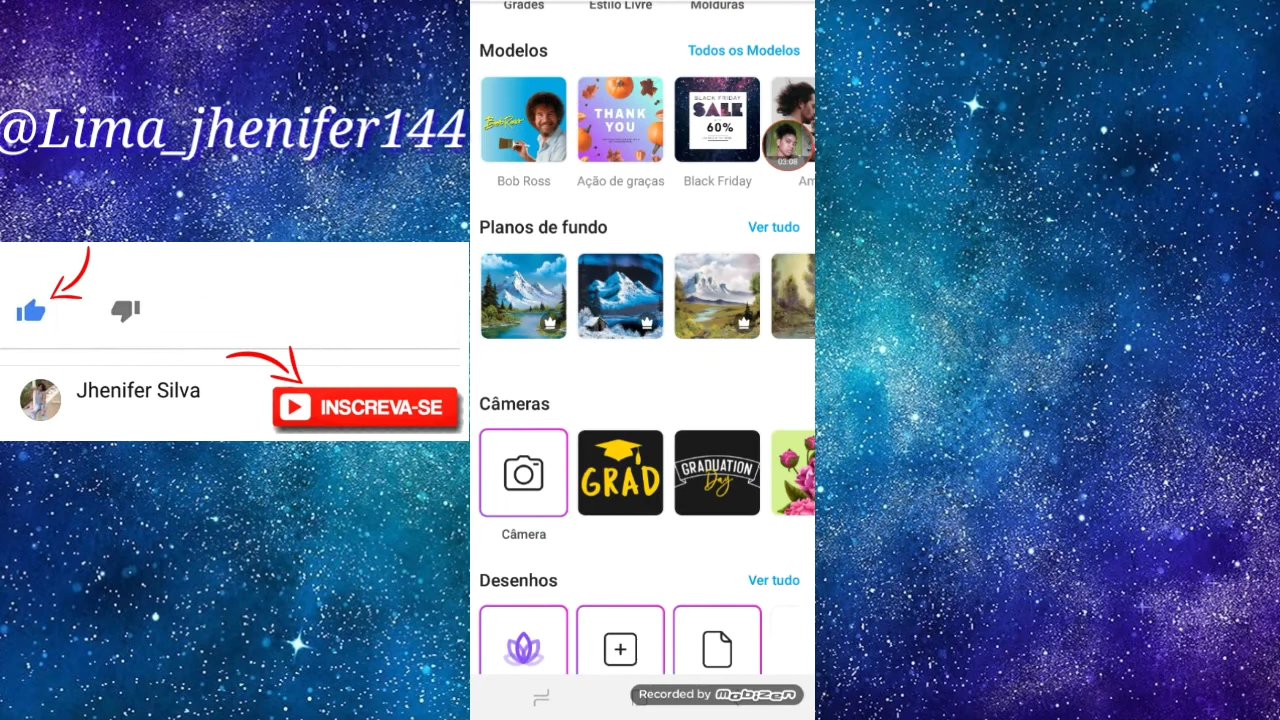 @Lima_jhenifer144
Jhenifer Silva
INSCREVA-SE
Grades Estilo Livre Molduras
Modelos Todos os Modelos
Bob Ross
THANK
YOU
BLACK FRIDAY
SALE
60%
03:08
Bob Ross Ação de graças Black Friday Am
Planos de fundo Ver tudo
Câmeras
GRAD
GRADUATION
Day
Câmera
Desenhos Ver tudo
Recorded by MOBIZEN